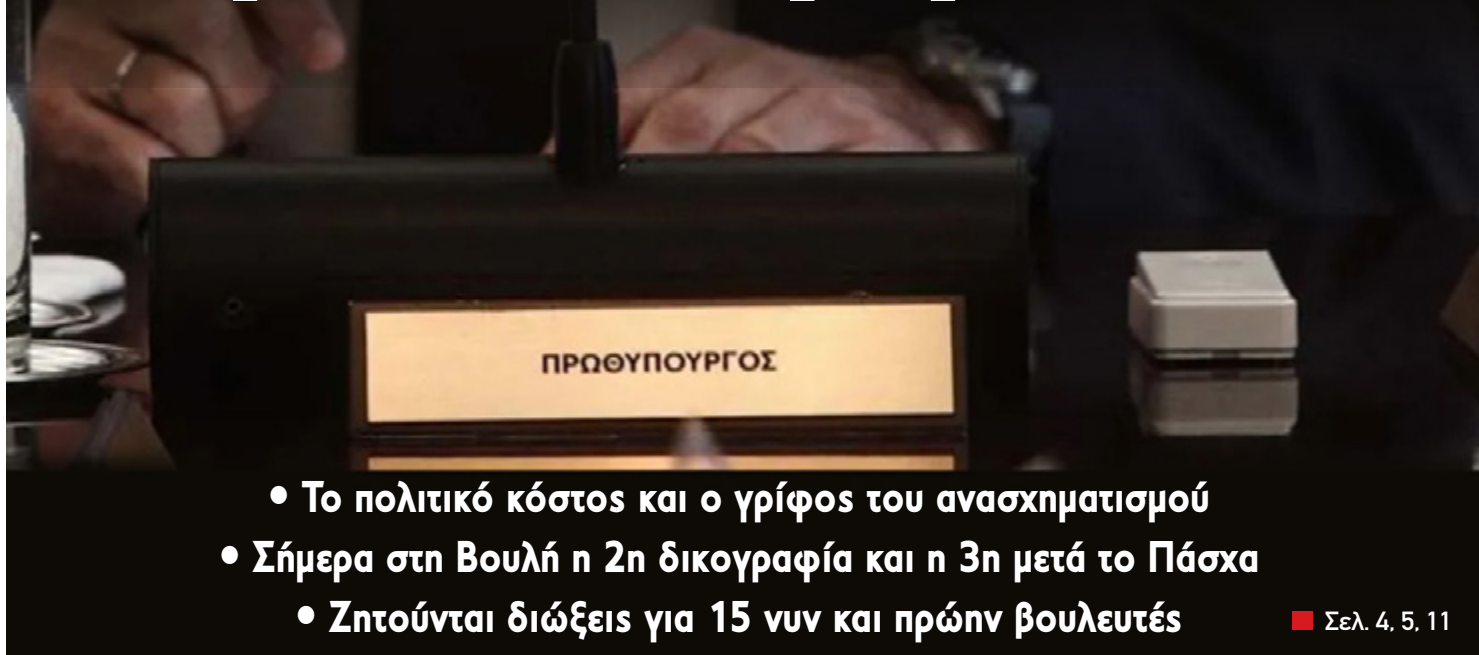 ΠΡΩΘΥΠΟΥΡΓΟΣ
• Το πολιτικό κόστος και ο γρίφος του ανασχηματισμού
• Σήμερα στη Βουλή η 2η δικογραφία και η 3η μετά το Πάσχα
• Ζητούνται διώξεις για 15 νυν και πρώην βουλευτές
Σελ. 4, 5, 11